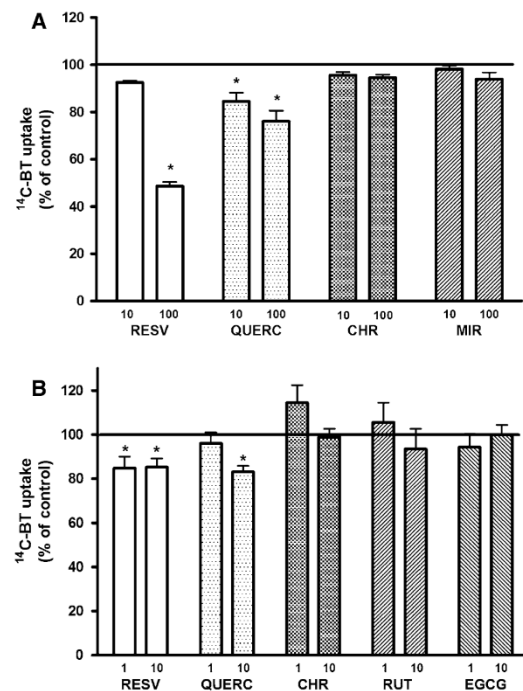 A
120
100
80
60
40
20
0
¹⁴C-BT uptake
(% of control)
* * * *
10 100 10 100 10 100 10 100
RESV QUERC CHR MIR
B
120
100
80
60
40
20
0
¹⁴C-BT uptake
(% of control)
* * *
1 10 1 10 1 10 1 10 1 10
RESV QUERC CHR RUT EGCG